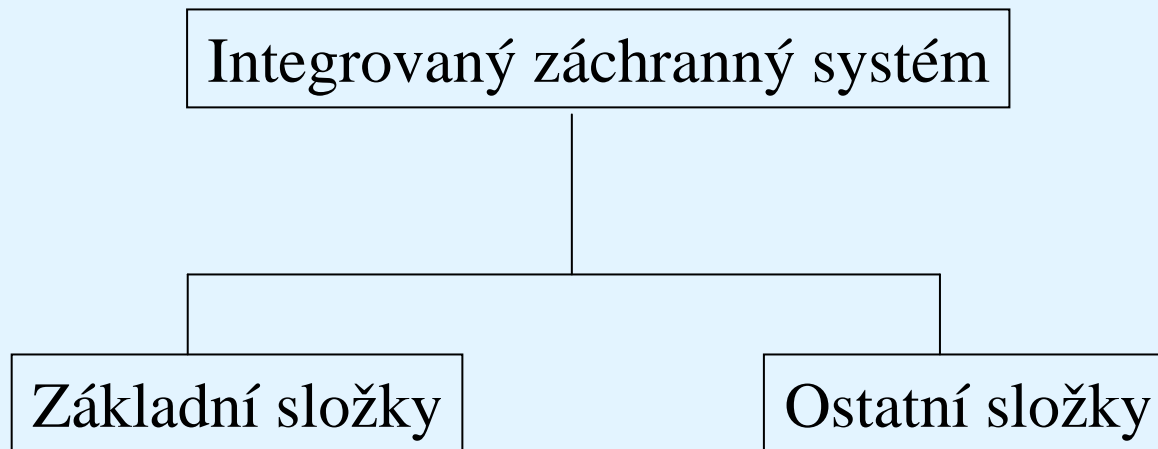 Integrovaný záchranný systém
Základní složky
Ostatní složky